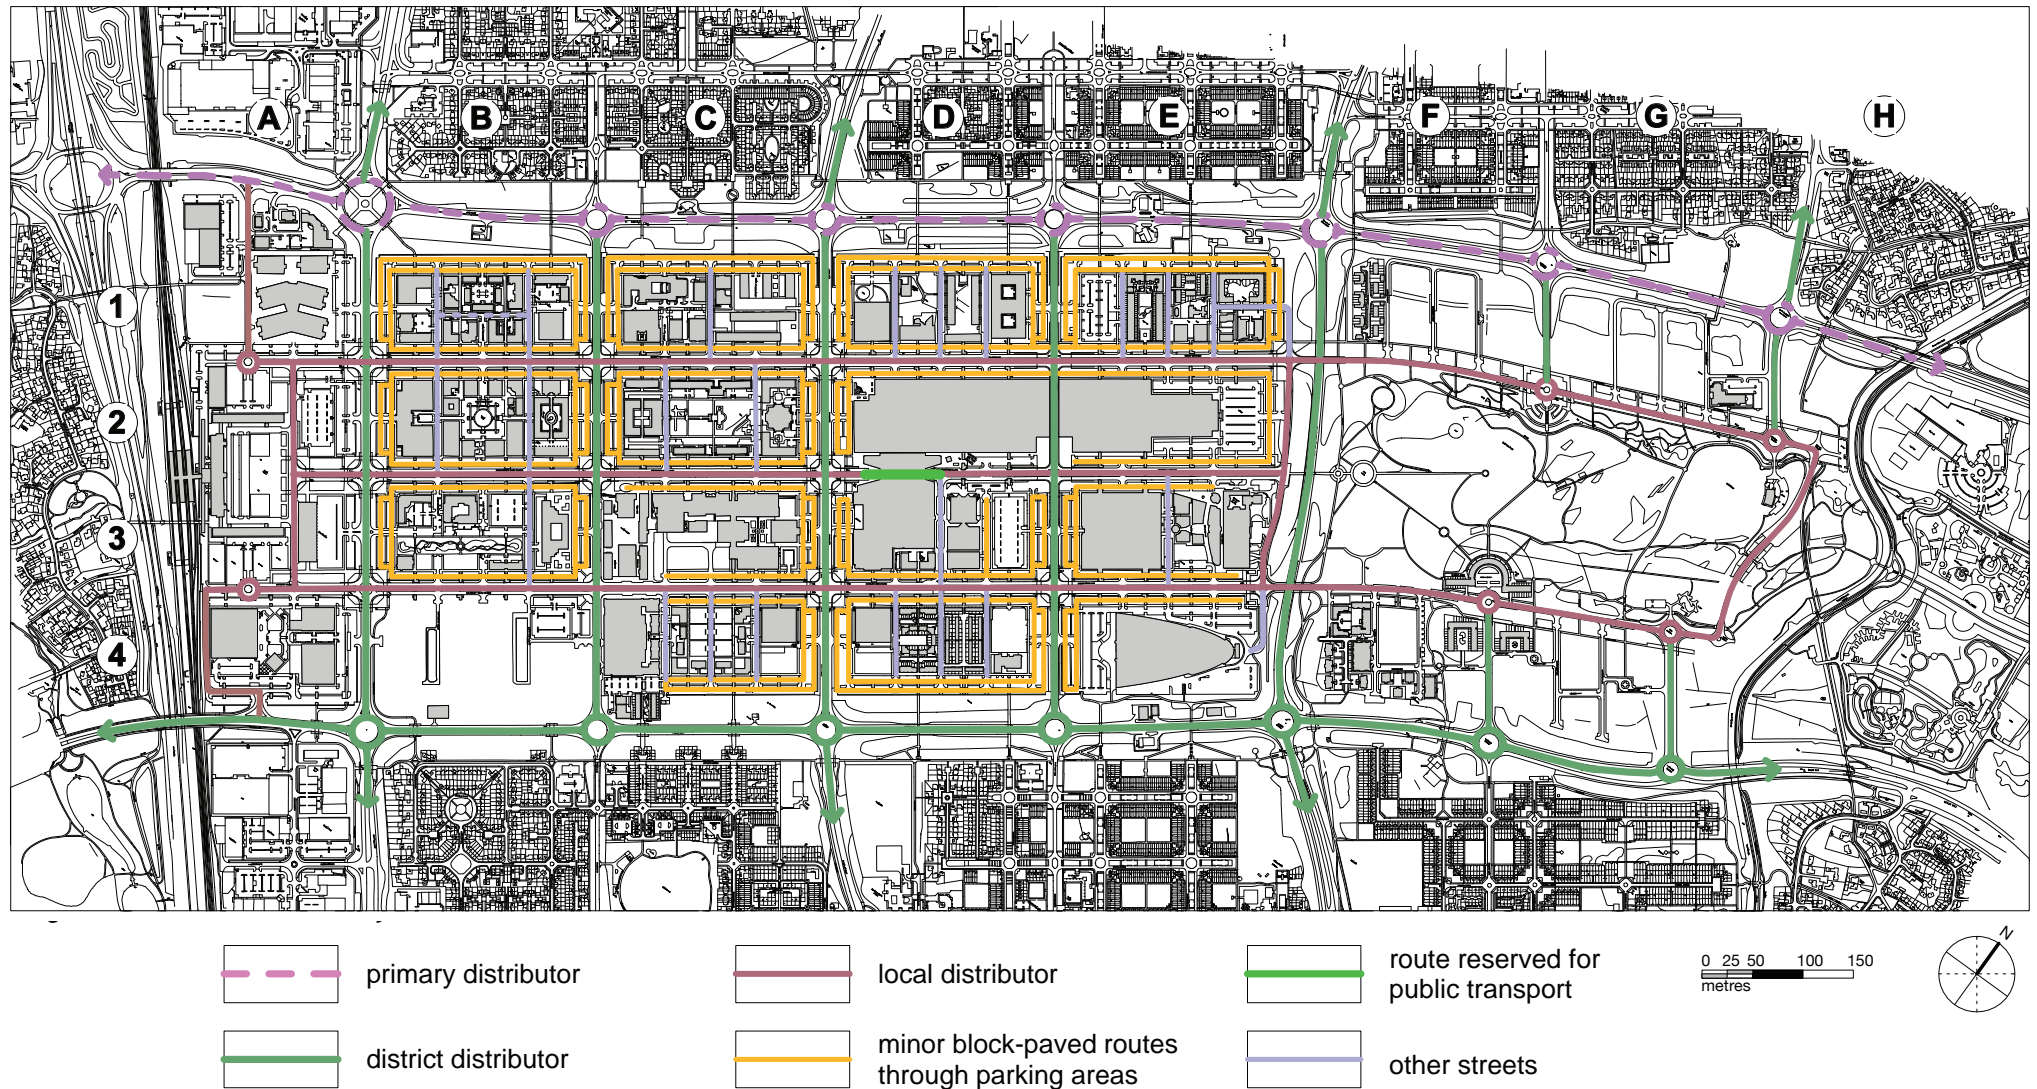 A B C D E F G H
1
2
3
4
primary distributor
local distributor
route reserved for
public transport
0 25 50 100 150
metres
N
district distributor
minor block-paved routes
through parking areas
other streets